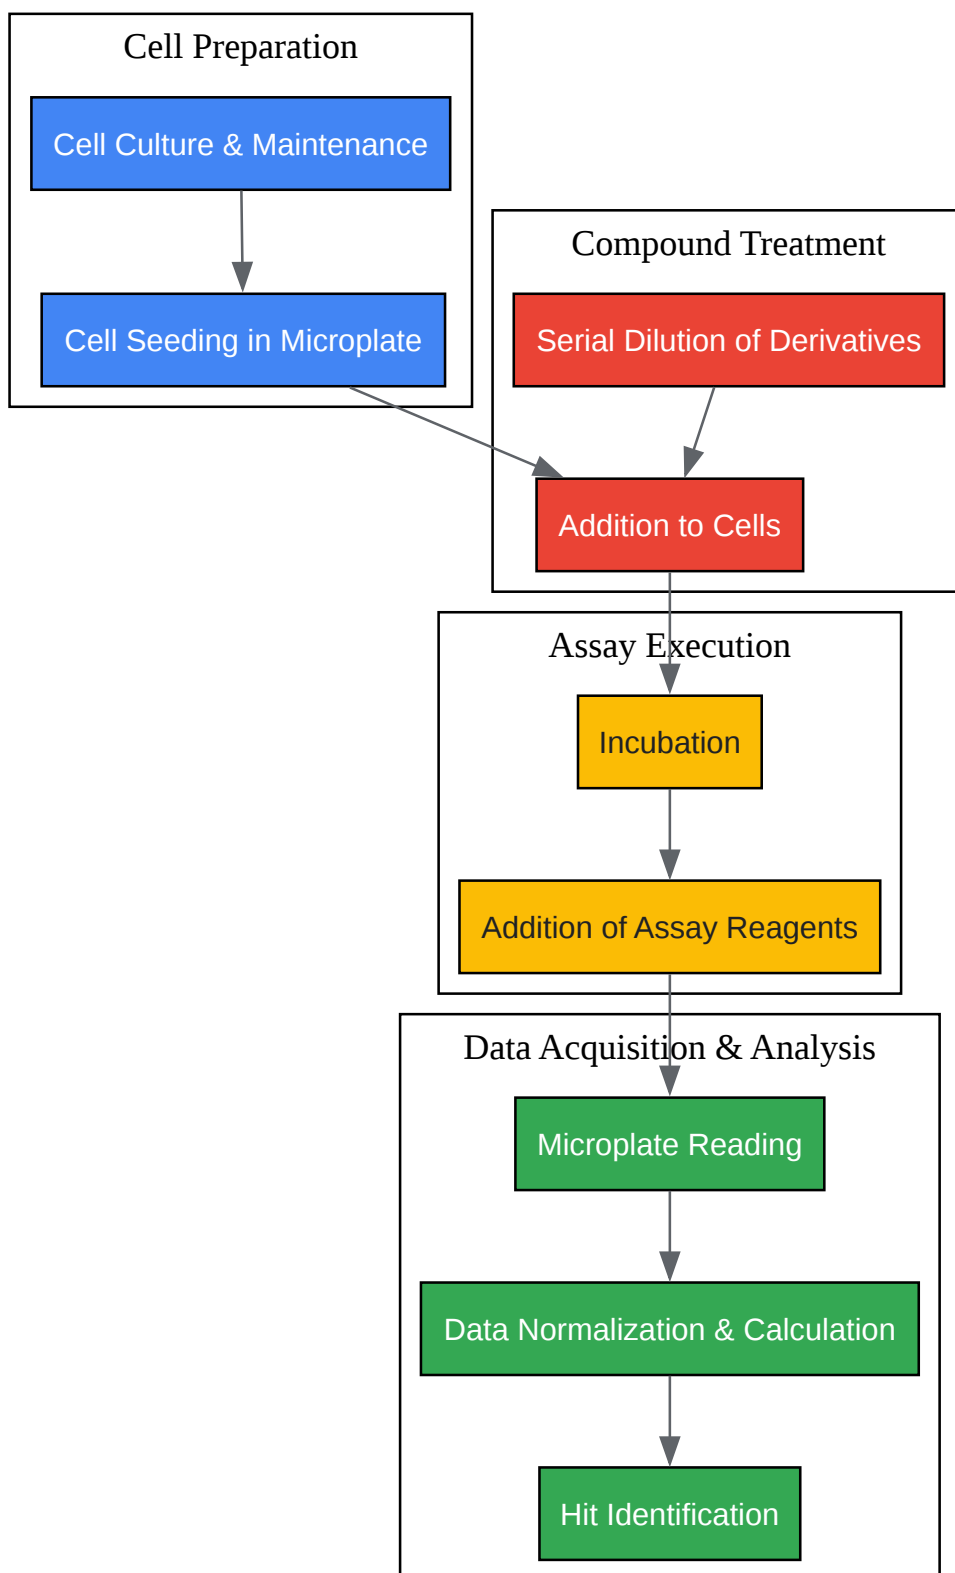 Cell Preparation
Cell Culture & Maintenance
Cell Seeding in Microplate
Compound Treatment
Serial Dilution of Derivatives
Addition to Cells
Assay Execution
Incubation
Addition of Assay Reagents
Data Acquisition & Analysis
Microplate Reading
Data Normalization & Calculation
Hit Identification